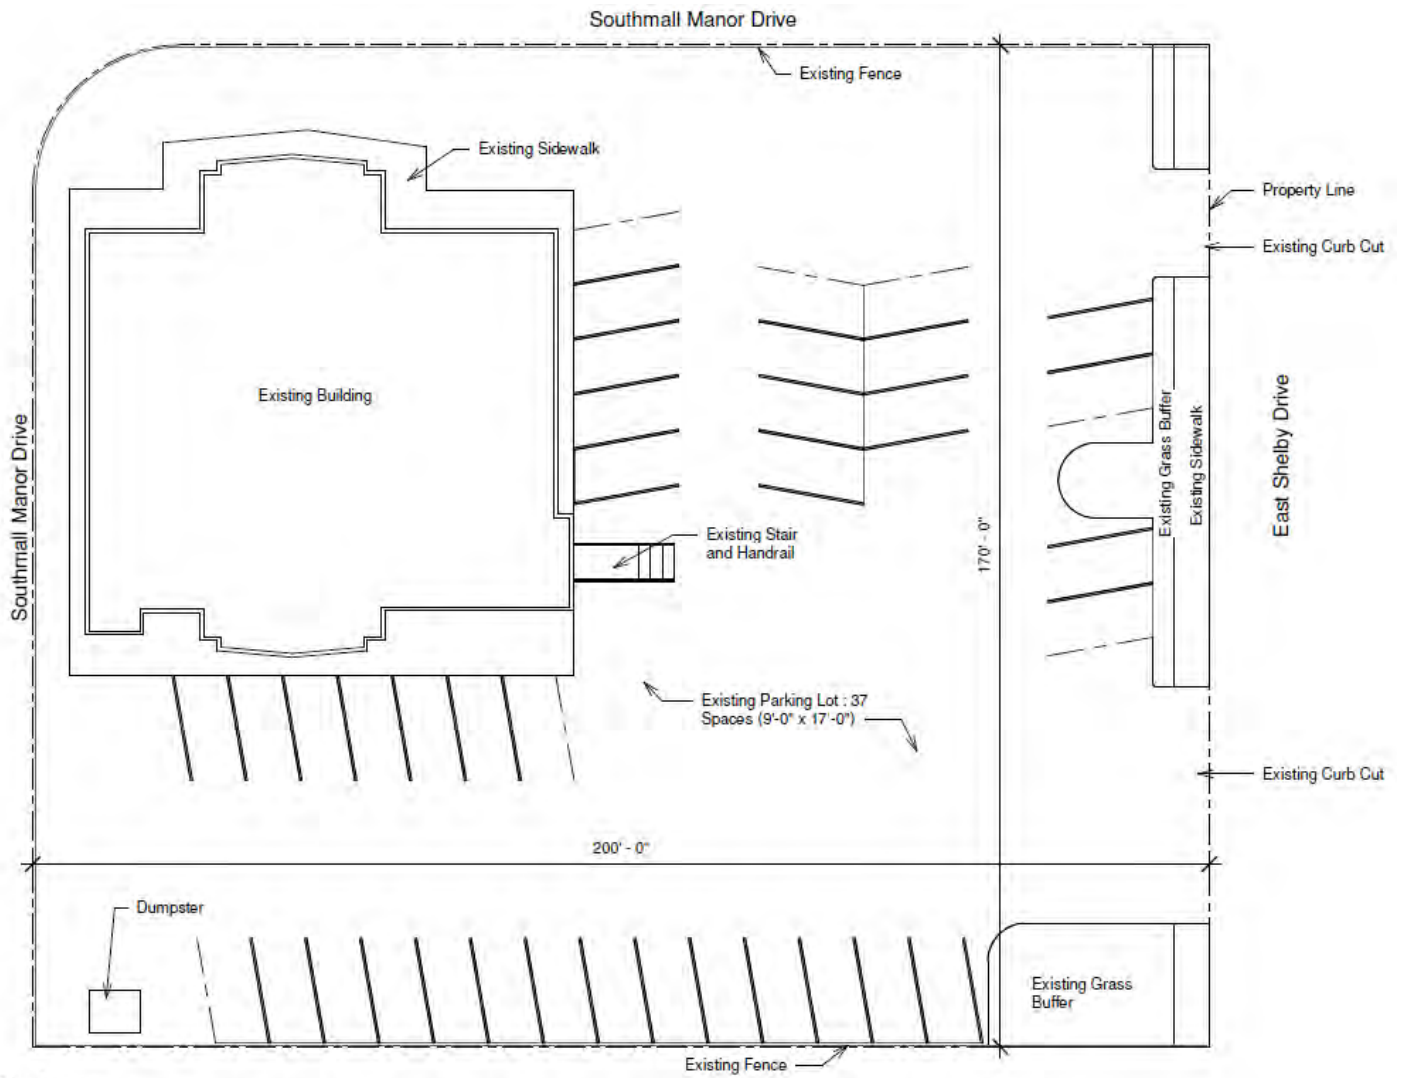 Southmall Manor Drive
Existing Fence
Existing Sidewalk
Property Line
Existing Curb Cut
Existing Building
Southmall Manor Drive
Existing Grass Buffer
Existing Sidewalk
East Shelby Drive
Existing Stair
and Handrail
170' - 0"
Existing Parking Lot : 37
Spaces (9'-0" x 17'-0")
Existing Curb Cut
200' - 0"
Dumpster
Existing Grass
Buffer
Existing Fence